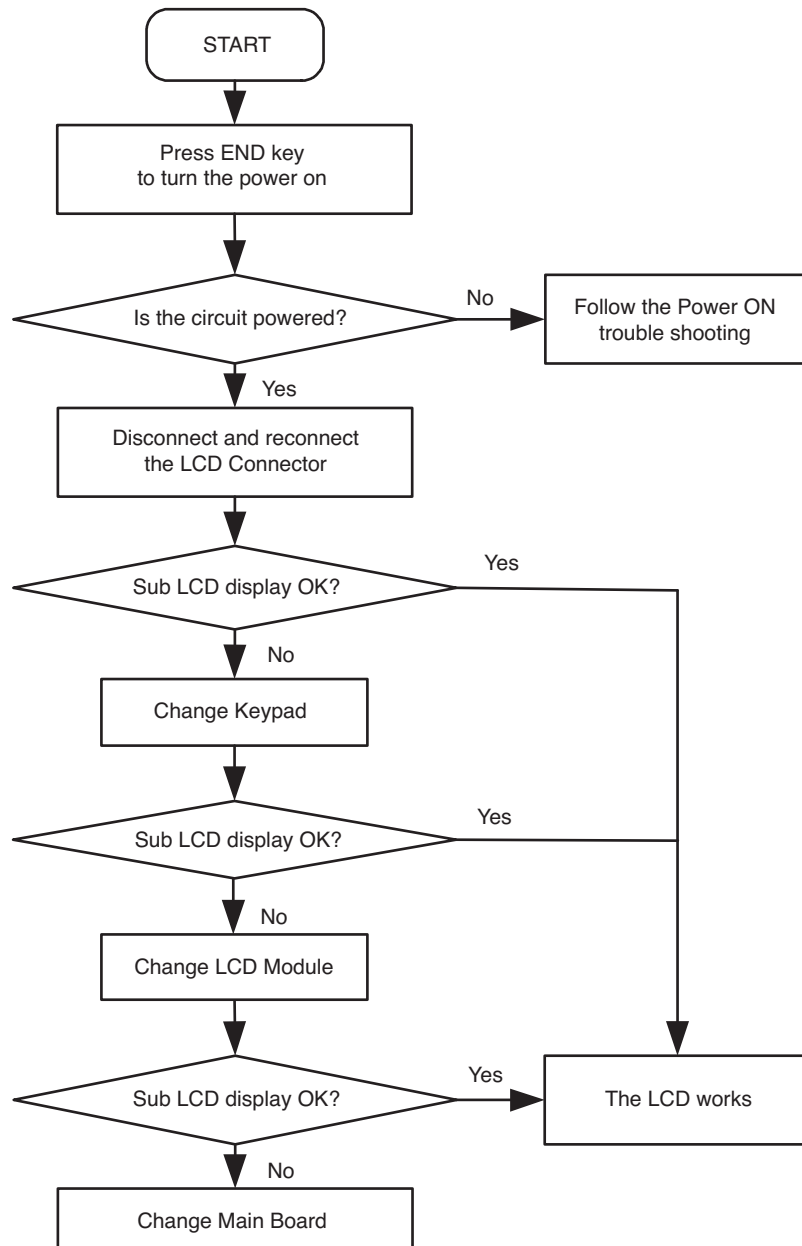 START
Press END key
to turn the power on
Is the circuit powered?
No
Follow the Power ON
trouble shooting
Yes
Disconnect and reconnect
the LCD Connector
Sub LCD display OK?
Yes
No
Change Keypad
Sub LCD display OK?
Yes
No
Change LCD Module
Sub LCD display OK?
Yes
The LCD works
No
Change Main Board